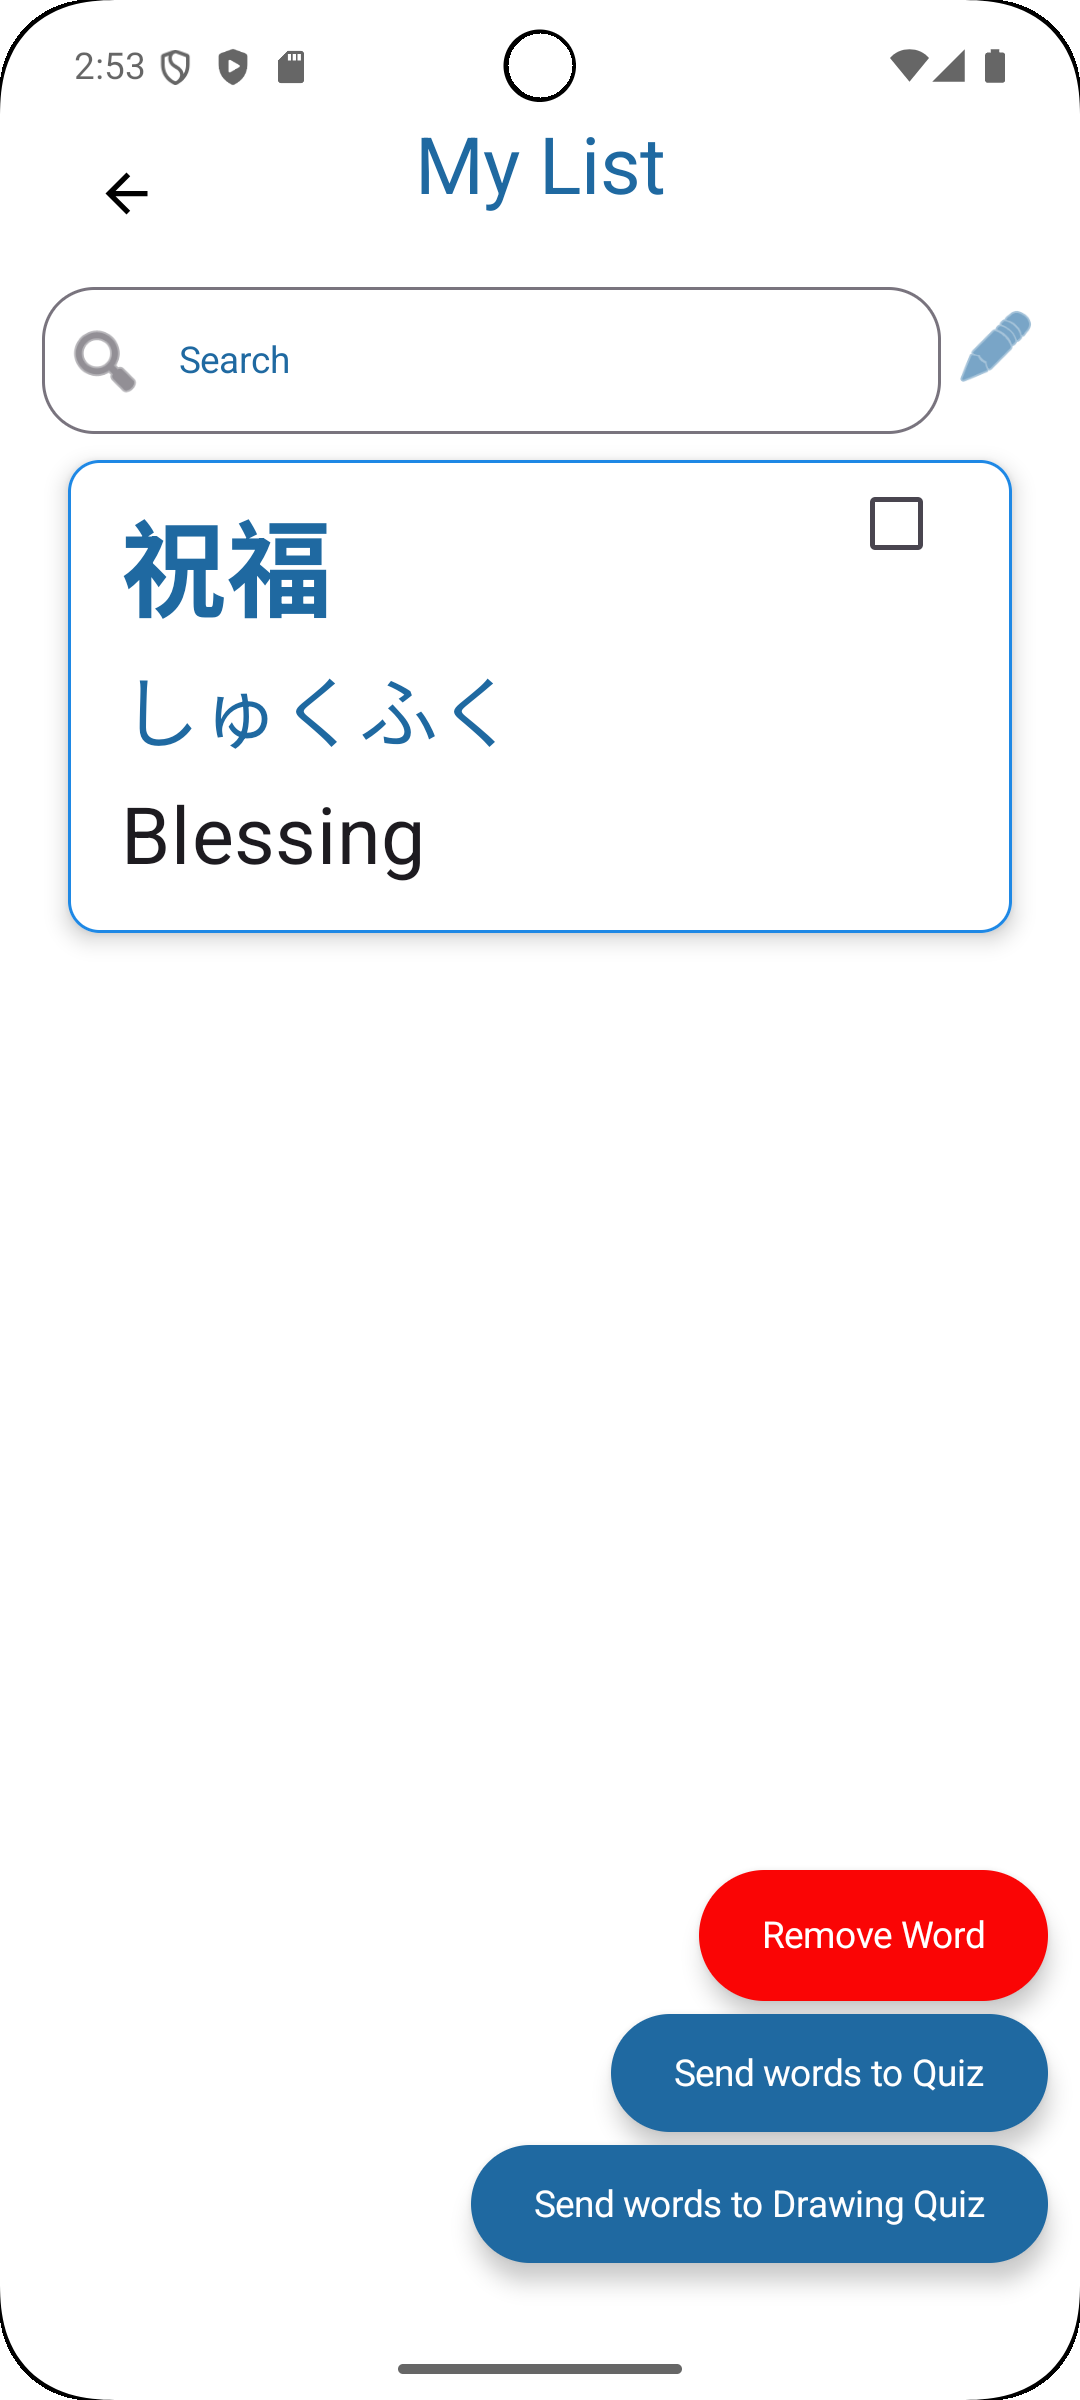 2:53
My List
Search
祝福
しゅくふく
Blessing
Remove Word
Send words to Quiz
Send words to Drawing Quiz